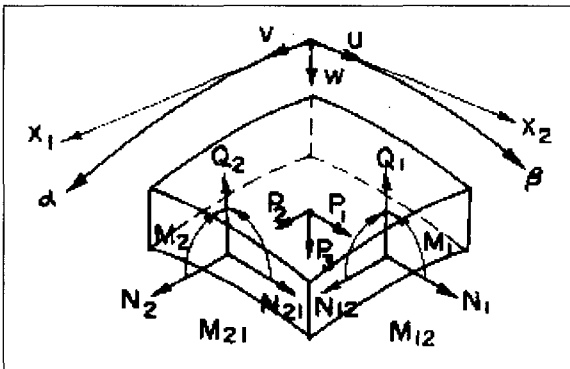 V U
W
X₁ X₂
α Q₂ Q₁ β
P₂ P₁
M₂ P₃ M₁
N₂ N₂₁ N₁₂ N₁
M₂₁ M₁₂